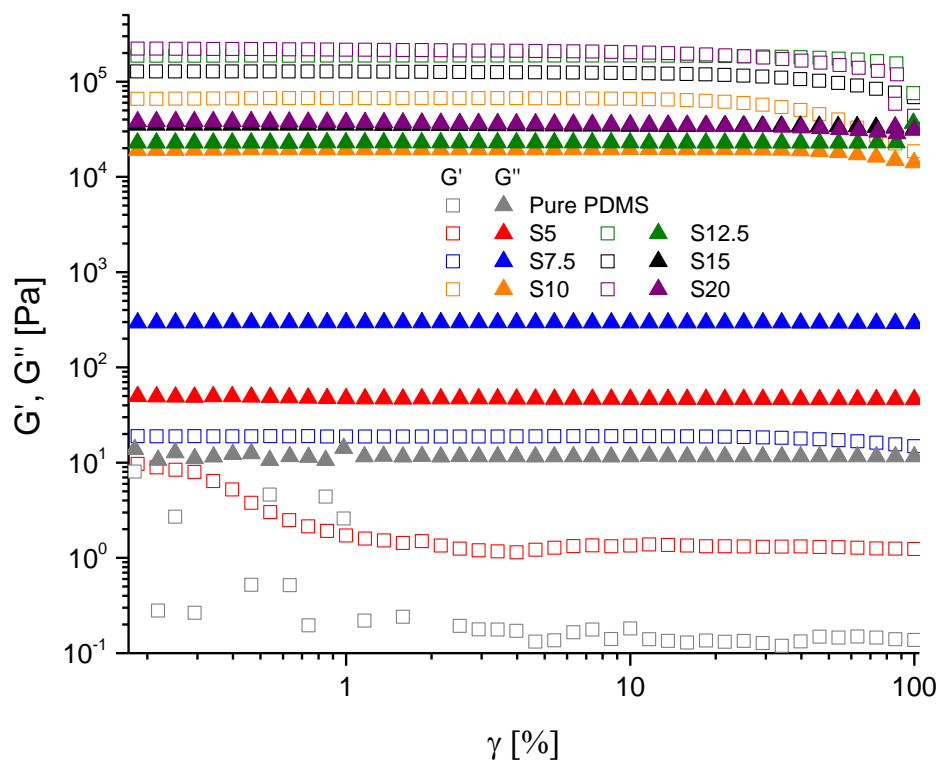 10⁵
10⁴
10³
10²
10¹
10⁰
10⁻¹
G', G'' [Pa]
G' G''
Pure PDMS
S5 S12.5
S7.5 S15
S10 S20
1 10 100
γ [%]